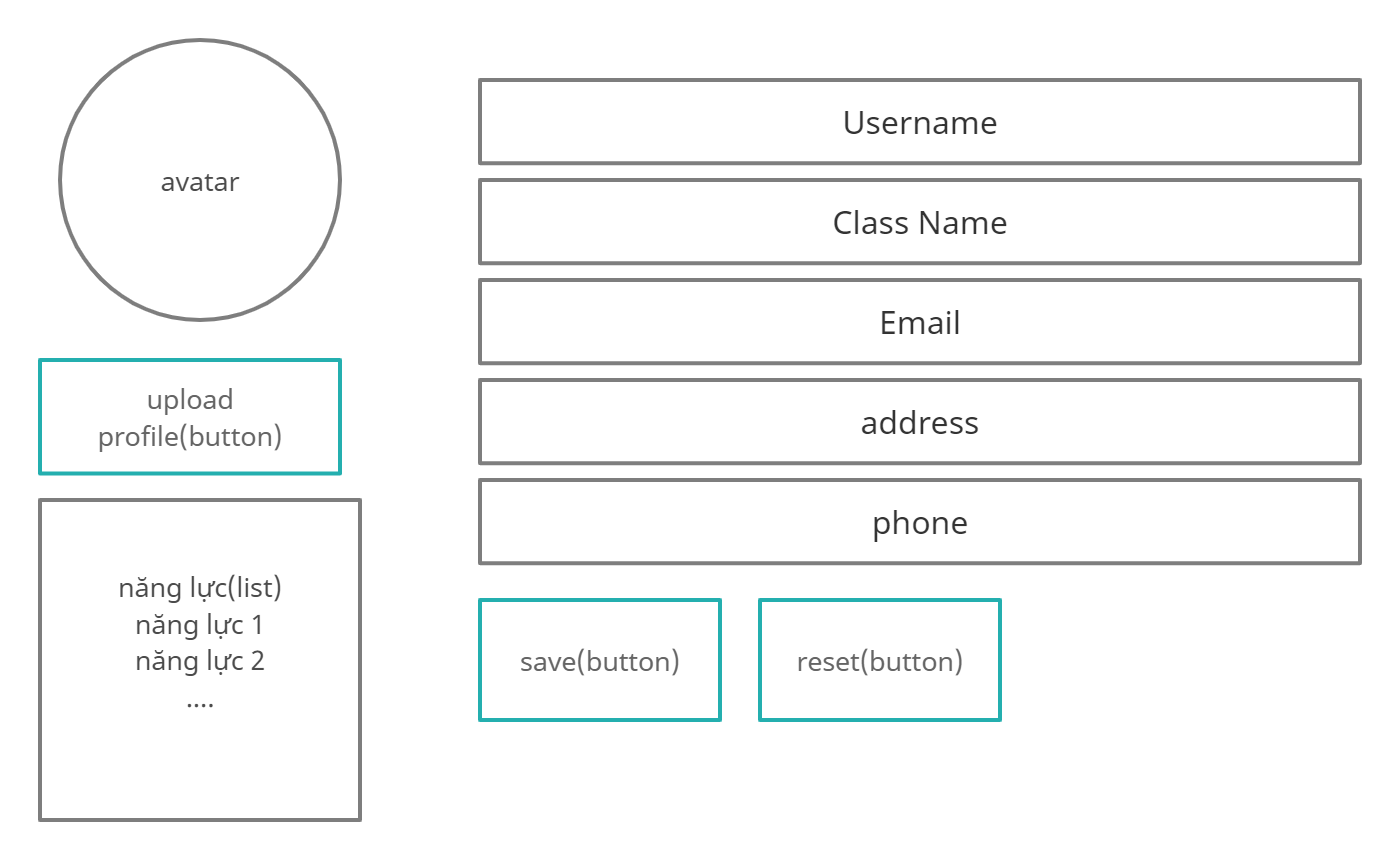 avatar
upload
profile(button)
năng lực(list)
năng lực 1
năng lực 2
....
Username
Class Name
Email
address
phone
save(button)
reset(button)